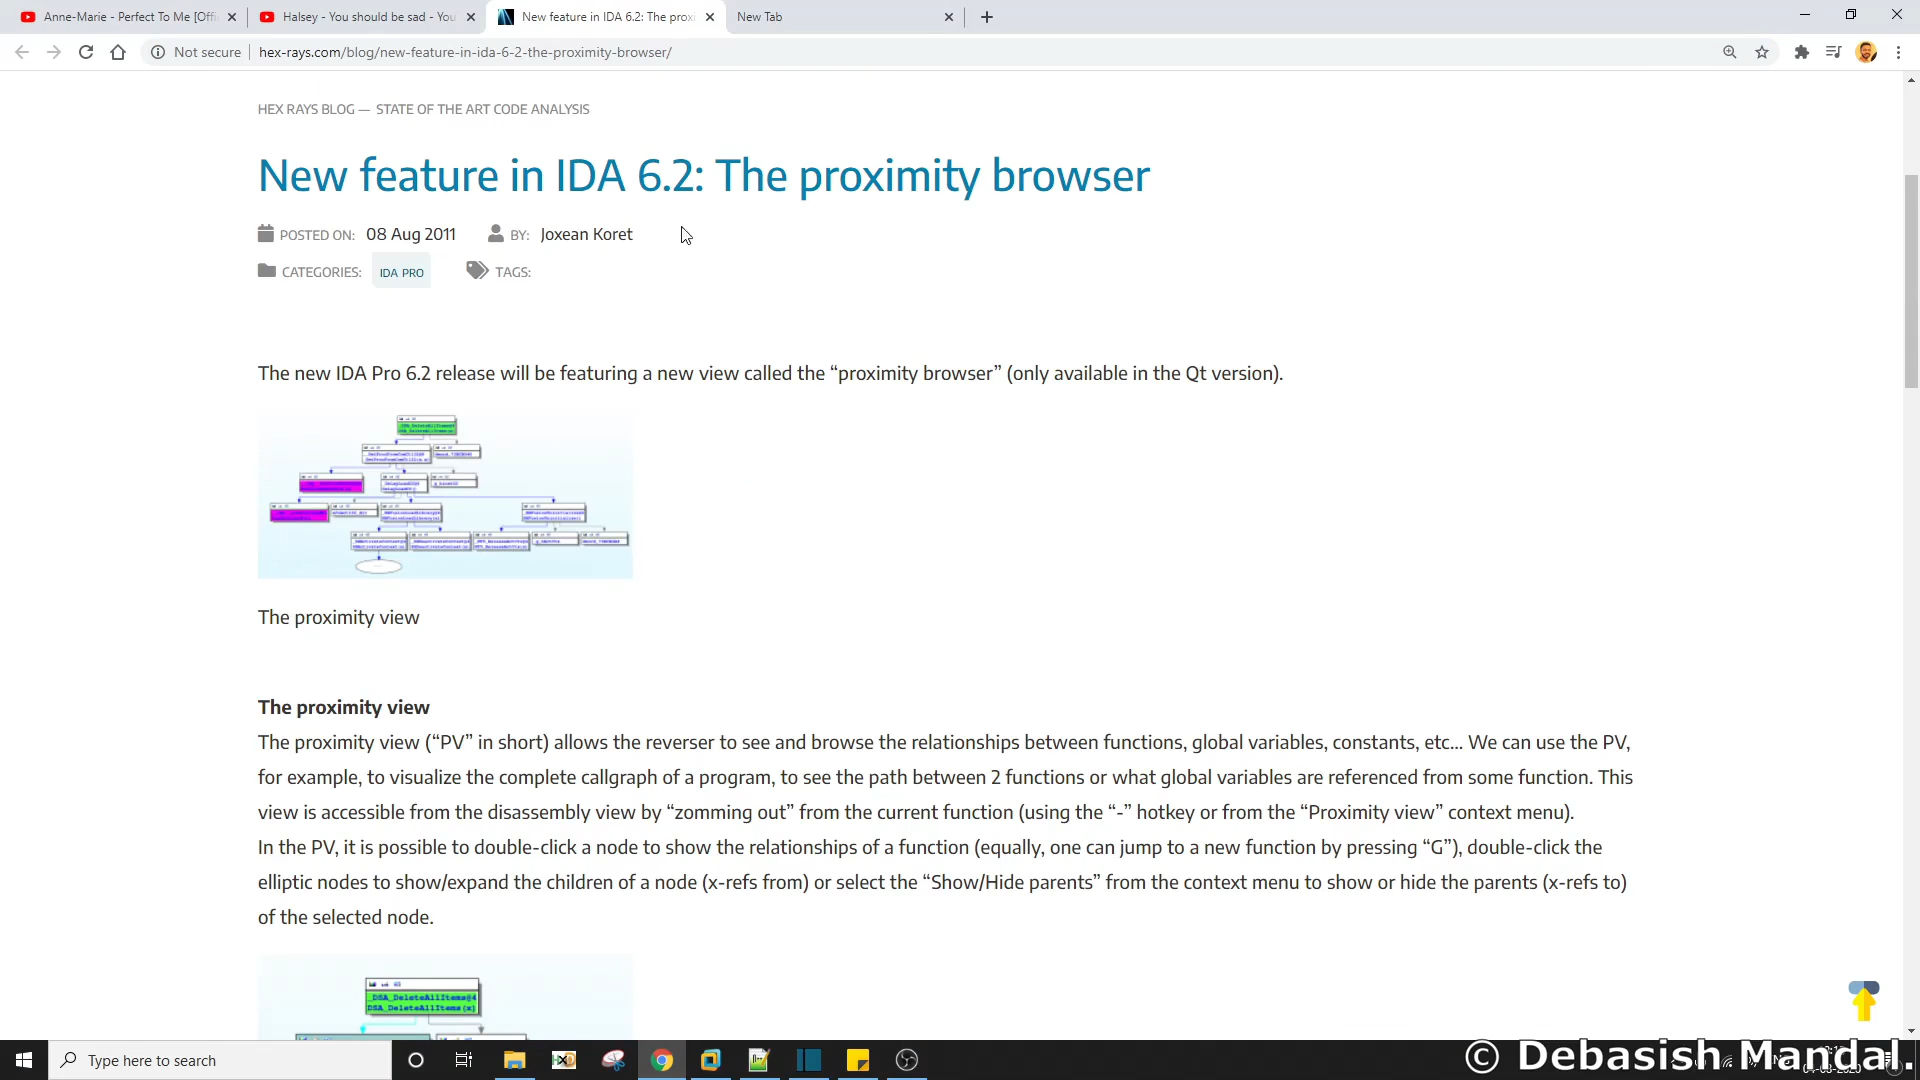 Anne-Marie - Perfect To Me [Offi
Halsey - You should be sad - You
New feature in IDA 6.2: The prox
New Tab
Not secure
hex-rays.com/blog/new-feature-in-ida-6-2-the-proximity-browser/
HEX RAYS BLOG — STATE OF THE ART CODE ANALYSIS
New feature in IDA 6.2: The proximity browser
POSTED ON: 08 Aug 2011 BY: Joxean Koret
CATEGORIES: IDA PRO TAGS:
The new IDA Pro 6.2 release will be featuring a new view called the “proximity browser” (only available in the Qt version).
The proximity view
The proximity view
The proximity view (“PV” in short) allows the reverser to see and browse the relationships between functions, global variables, constants, etc… We can use the PV,
for example, to visualize the complete callgraph of a program, to see the path between 2 functions or what global variables are referenced from some function. This
view is accessible from the disassembly view by “zomming out” from the current function (using the “-” hotkey or from the “Proximity view” context menu).
In the PV, it is possible to double-click a node to show the relationships of a function (equally, one can jump to a new function by pressing “G”), double-click the
elliptic nodes to show/expand the children of a node (x-refs from) or select the “Show/Hide parents” from the context menu to show or hide the parents (x-refs to)
of the selected node.
_DSA_DeleteAllItems@4
DSA_DeleteAllItems(x)
Type here to search
© Debasish Mandal.